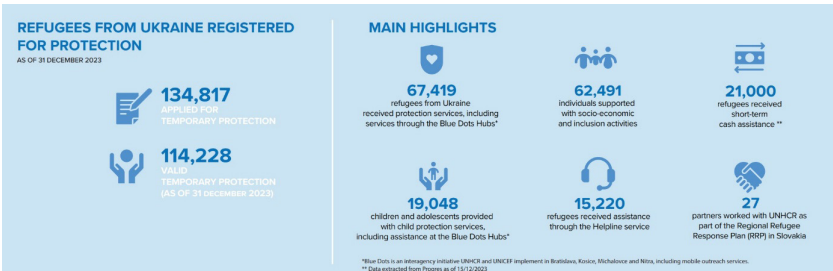 REFUGEES FROM UKRAINE REGISTERED
FOR PROTECTION
AS OF 31 DECEMBER 2023
134,817
APPLIED FOR
TEMPORARY PROTECTION
114,228
VALID
TEMPORARY PROTECTION
(AS OF 31 DECEMBER 2023)
MAIN HIGHLIGHTS
67,419
refugees from Ukraine
received protection services, including
services through the Blue Dots Hubs*
62,491
individuals supported
with socio-economic
and inclusion activities
21,000
refugees received
short-term
cash assistance **
19,048
children and adolescents provided
with child protection services,
including assistance at the Blue Dots Hubs*
15,220
refugees received assistance
through the Helpline service
27
partners worked with UNHCR as
part of the Regional Refugee
Response Plan (RRP) in Slovakia
*Blue Dots is an interagency initiative UNHCR and UNICEF implement in Bratislava, Kosice, Michalovce and Nitra, including mobile outreach services.
** Data extracted from Progres as of 15/12/2023